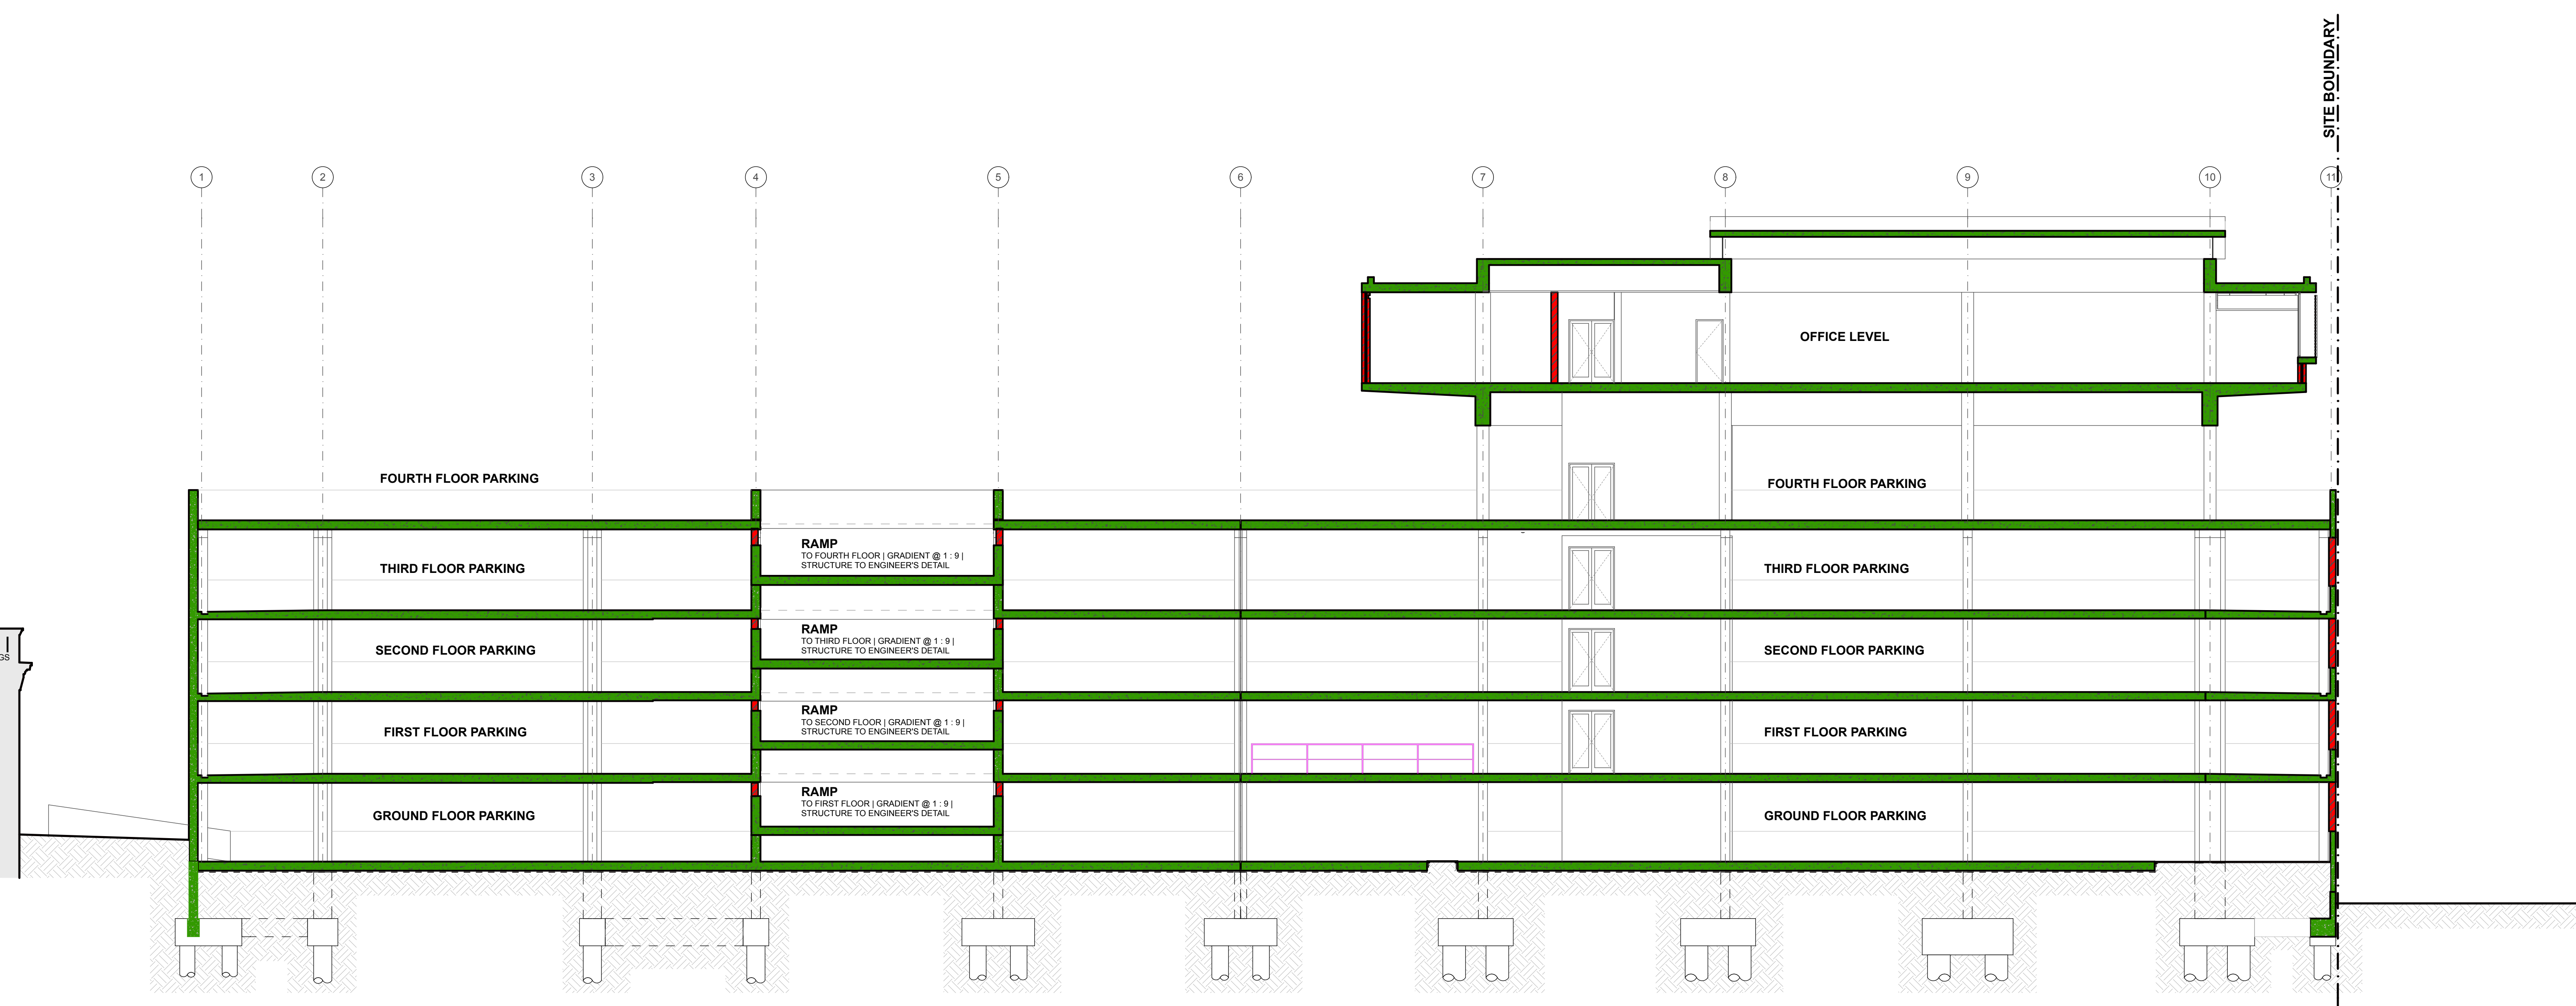 SITE BOUNDARY
1 2 3 4 5 6 7 8 9 10 11
OFFICE LEVEL
FOURTH FLOOR PARKING
FOURTH FLOOR PARKING
RAMP
TO FOURTH FLOOR | GRADIENT @ 1 : 9 |
STRUCTURE TO ENGINEER'S DETAIL
THIRD FLOOR PARKING
THIRD FLOOR PARKING
RAMP
TO THIRD FLOOR | GRADIENT @ 1 : 9 |
STRUCTURE TO ENGINEER'S DETAIL
SECOND FLOOR PARKING
SECOND FLOOR PARKING
GS
RAMP
TO SECOND FLOOR | GRADIENT @ 1 : 9 |
STRUCTURE TO ENGINEER'S DETAIL
FIRST FLOOR PARKING
FIRST FLOOR PARKING
RAMP
TO FIRST FLOOR | GRADIENT @ 1 : 9 |
STRUCTURE TO ENGINEER'S DETAIL
GROUND FLOOR PARKING
GROUND FLOOR PARKING